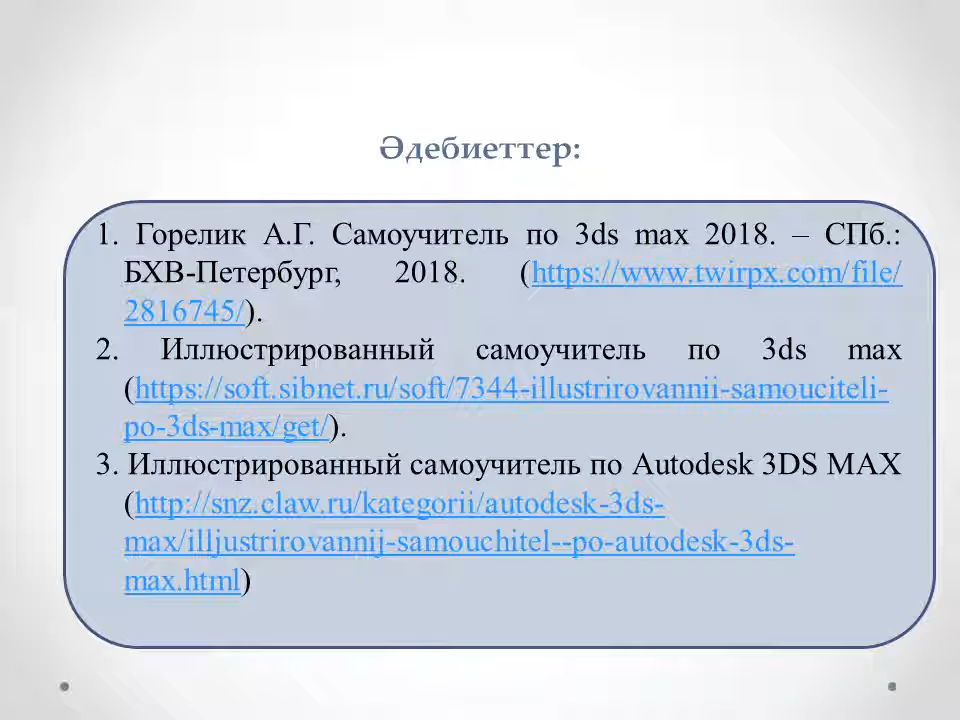 Әдебиеттер:
1. Горелик А.Г. Самоучитель по 3ds max 2018. – СПб.:
БХВ-Петербург, 2018. (https://www.twirpx.com/file/
2816745/).
2. Иллюстрированный самоучитель по 3ds max
(https://soft.sibnet.ru/soft/7344-illustrirovannii-samouciteli-
po-3ds-max/get/).
3. Иллюстрированный самоучитель по Autodesk 3DS MAX
(http://snz.claw.ru/kategorii/autodesk-3ds-
max/illjustrirovannij-samouchitel--po-autodesk-3ds-
max.html)